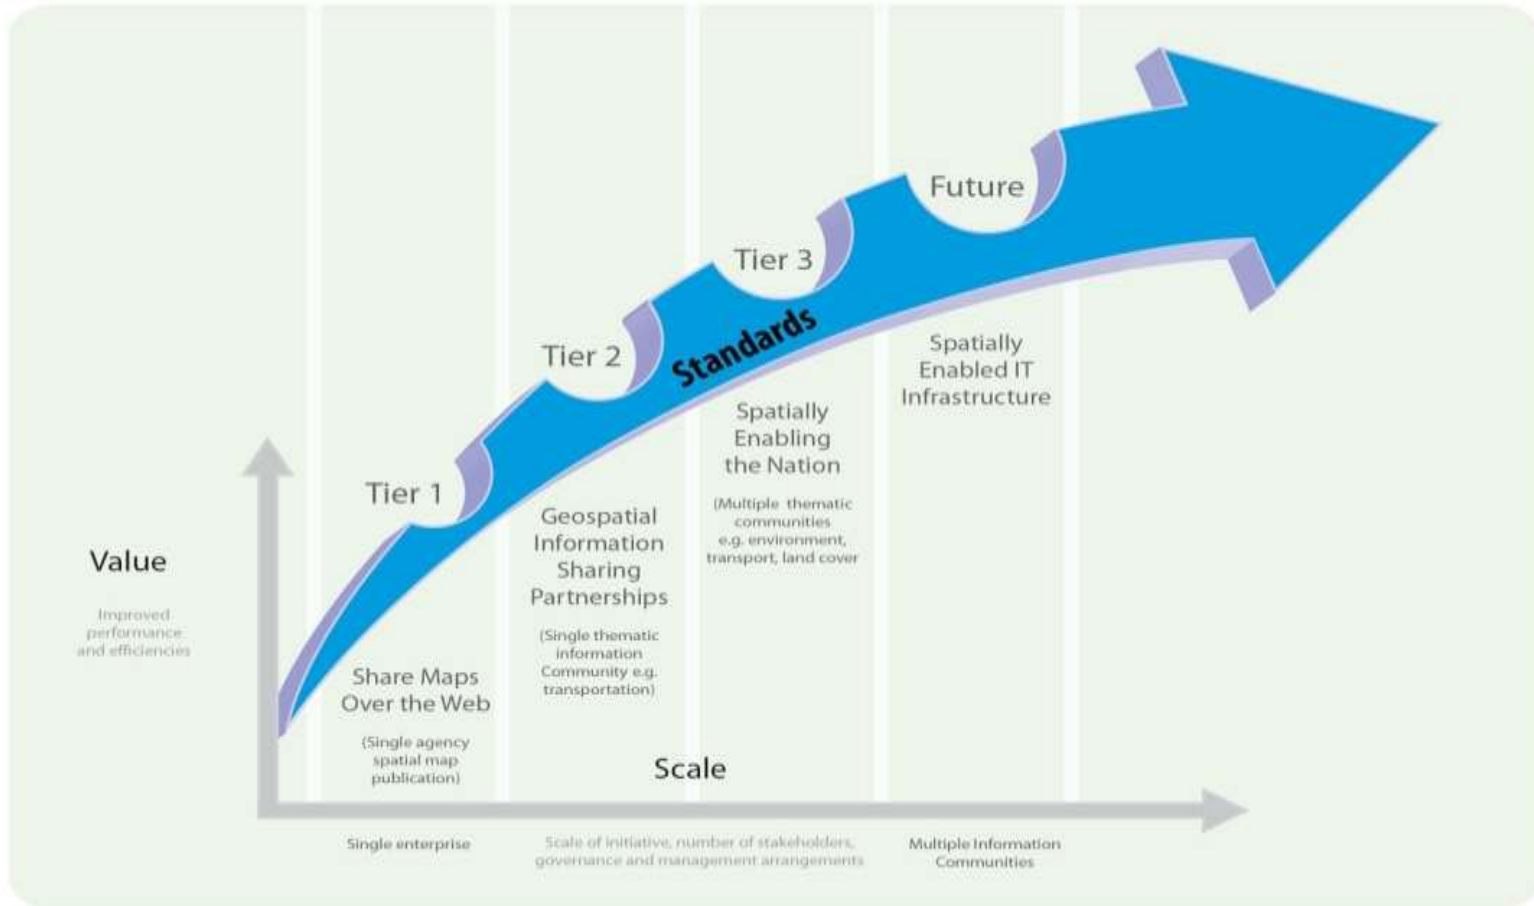 Future
Tier 3
Tier 2
Standards
Tier 1
Spatially
Enabled IT
Infrastructure
Spatially
Enabling
the Nation
(Multiple thematic
communities
e.g. environment,
transport, land cover
Geospatial
Information
Sharing
Partnerships
(Single thematic
information
Community e.g.
transportation)
Value
Improved
performance
and efficiencies
Share Maps
Over the Web
(Single agency
spatial map
publication)
Scale
Single enterprise
Scale of initiative, number of stakeholders,
governance and management arrangements
Multiple Information
Communities